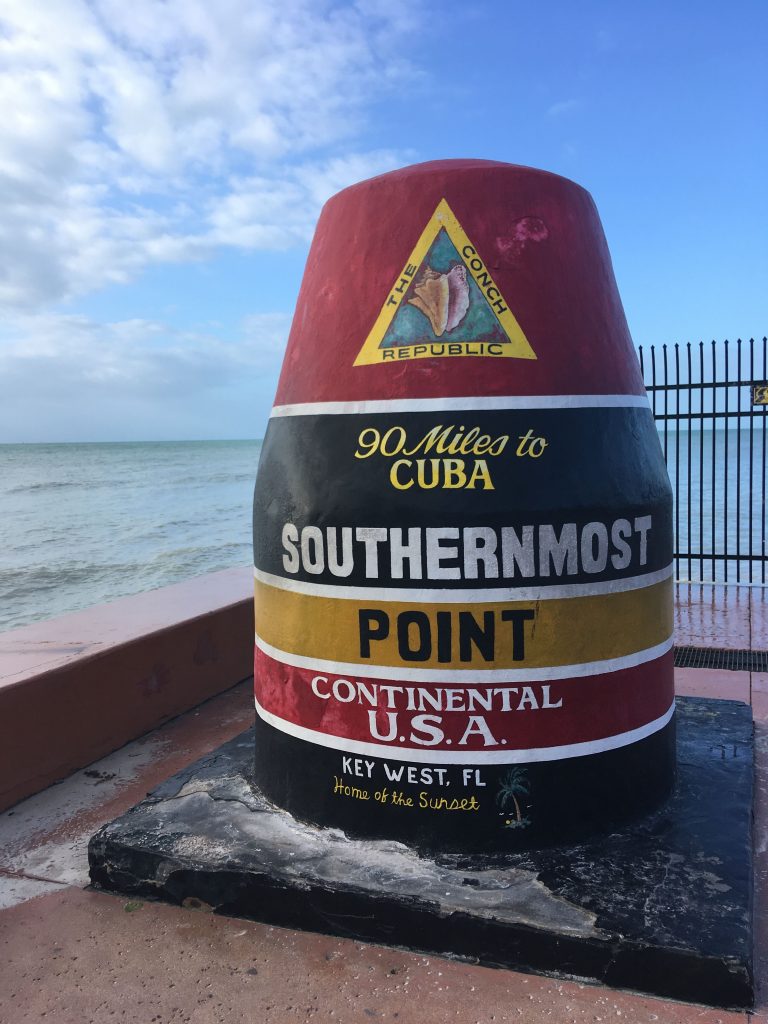 THE CONCH
REPUBLIC
90 Miles to
CUBA
SOUTHERNMOST
POINT
CONTINENTAL
U.S.A.
KEY WEST, FL
Home of the Sunset